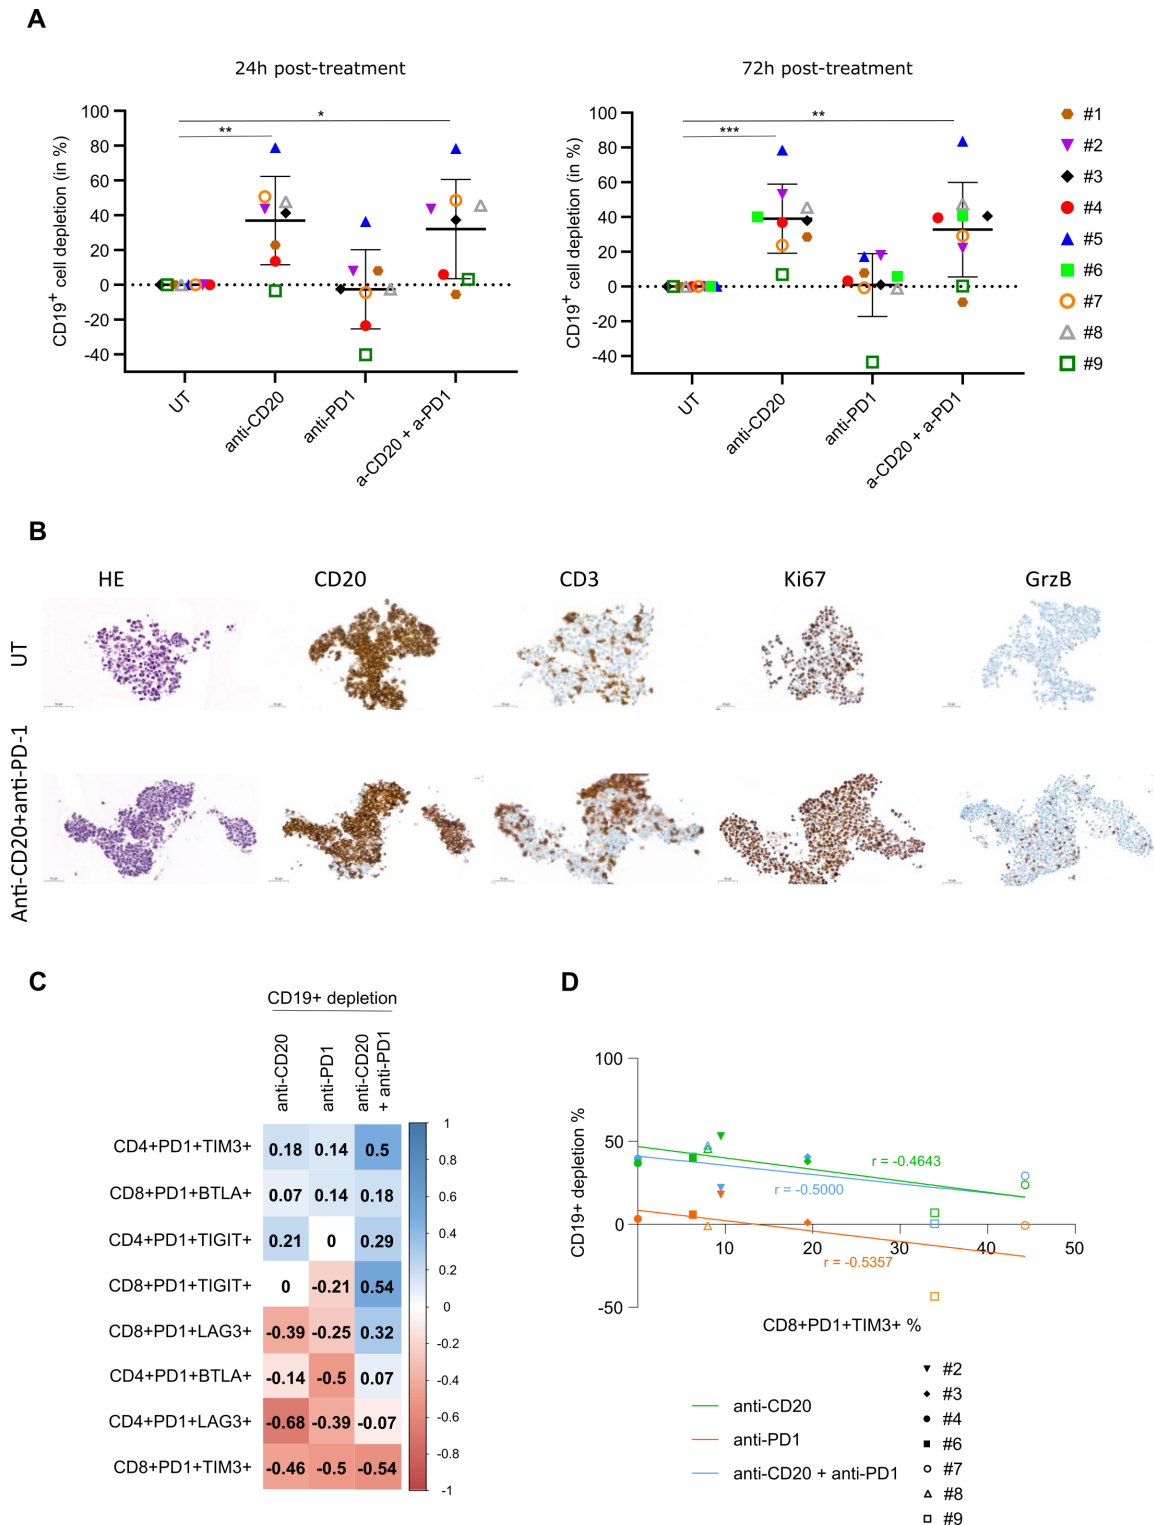 A
24h post-treatment
72h post-treatment
CD19+ cell depletion (in %)
100
80
60
40
20
0
-20
-40
*
**
UT
anti-CD20
anti-PD1
a-CD20 + a-PD1
CD19+ cell depletion (in %)
100
80
60
40
20
0
-20
-40
**
***
UT
anti-CD20
anti-PD1
a-CD20 + a-PD1
#1
#2
#3
#4
#5
#6
#7
#8
#9
B
HE CD20 CD3 Ki67 GrzB
UT
Anti-CD20+anti-PD-1
C
CD19+ depletion
anti-CD20
anti-PD1
anti-CD20
+ anti-PD1
CD4+PD1+TIM3+ 0.18 0.14 0.5
CD8+PD1+BTLA+ 0.07 0.14 0.18
CD4+PD1+TIGIT+ 0.21 0 0.29
CD8+PD1+TIGIT+ 0 -0.21 0.54
CD8+PD1+LAG3+ -0.39 -0.25 0.32
CD4+PD1+BTLA+ -0.14 -0.5 0.07
CD4+PD1+LAG3+ -0.68 -0.39 -0.07
CD8+PD1+TIM3+ -0.46 -0.5 -0.54
1
0.8
0.6
0.4
0.2
0
-0.2
-0.4
-0.6
-0.8
-1
D
CD19+ depletion %
100
50
0
-50
r = -0.4643
r = -0.5000
r = -0.5357
10 20 30 40 50
CD8+PD1+TIM3+ %
anti-CD20
anti-PD1
anti-CD20 + anti-PD1
#2
#3
#4
#6
#7
#8
#9